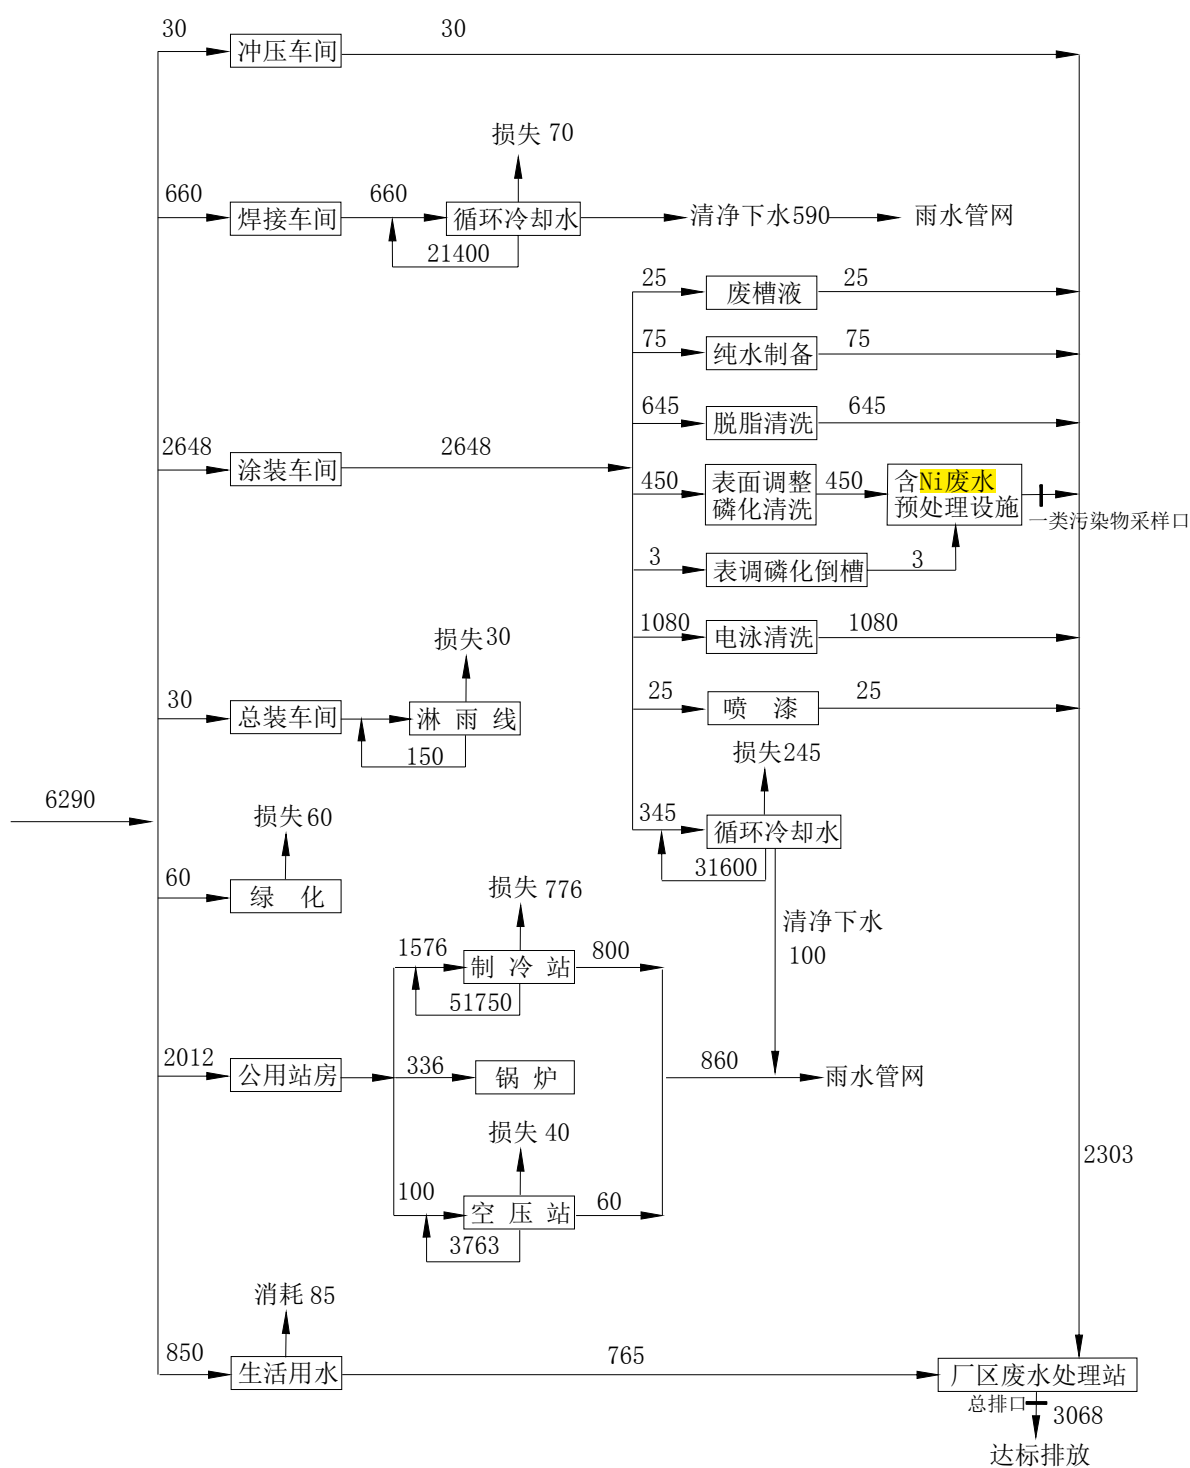 30
冲压车间
30
损失 70
660
焊接车间
660
循环冷却水
21400
清净下水590
雨水管网
25
废槽液
25
75
纯水制备
75
645
脱脂清洗
645
2648
涂装车间
2648
450
表面调整
磷化清洗
450
含Ni废水
预处理设施
一类污染物采样口
3
表调磷化倒槽
3
1080
电泳清洗
1080
损失30
30
总装车间
淋雨线
150
25
喷 漆
25
损失245
6290
345
循环冷却水
31600
损失 60
60
绿 化
清净下水
100
损失 776
1576
制冷站
800
51750
2012
公用站房
336
锅 炉
860
雨水管网
损失 40
100
空压站
60
3763
2303
消耗 85
850
生活用水
765
厂区废水处理站
总排口
3068
达标排放